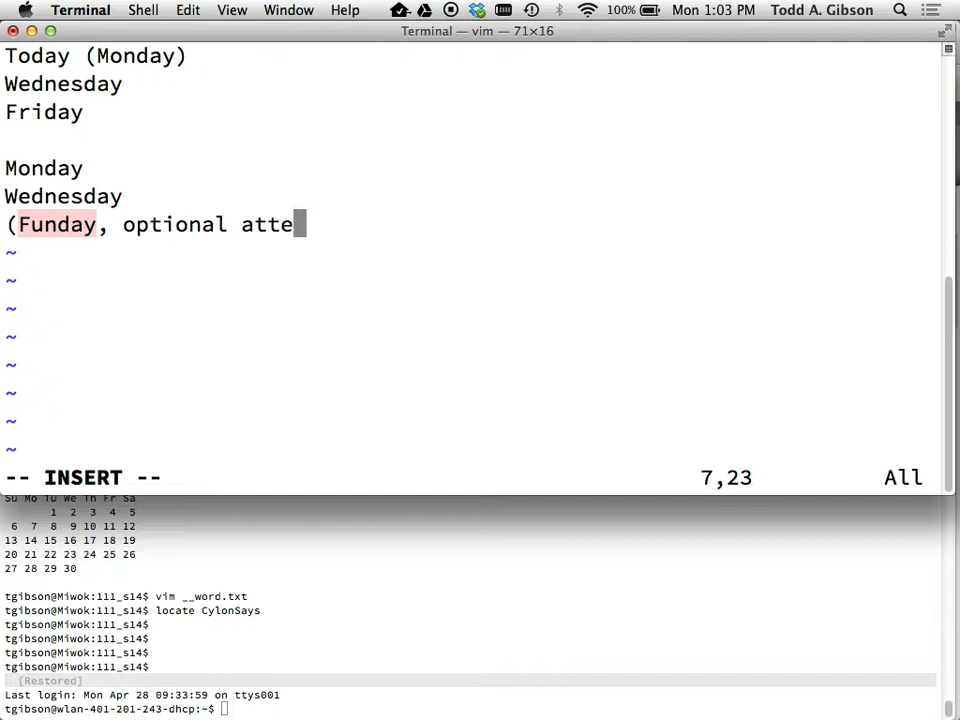 Terminal Shell Edit View Window Help 100% Mon 1:03 PM Todd A. Gibson
Terminal — vim — 71×16
Today (Monday)
Wednesday
Friday
Monday
Wednesday
(Funday, optional atte
~
~
~
~
~
~
~
~
-- INSERT -- 7,23 All
Su Mo Tu We Th Fr Sa
1 2 3 4 5
6 7 8 9 10 11 12
13 14 15 16 17 18 19
20 21 22 23 24 25 26
27 28 29 30
tgibson@Miwok:111_s14$ vim __word.txt
tgibson@Miwok:111_s14$ locate CylonSays
tgibson@Miwok:111_s14$
tgibson@Miwok:111_s14$
tgibson@Miwok:111_s14$
tgibson@Miwok:111_s14$
[Restored]
Last login: Mon Apr 28 09:33:59 on ttys001
tgibson@wlan-401-201-243-dhcp:~$